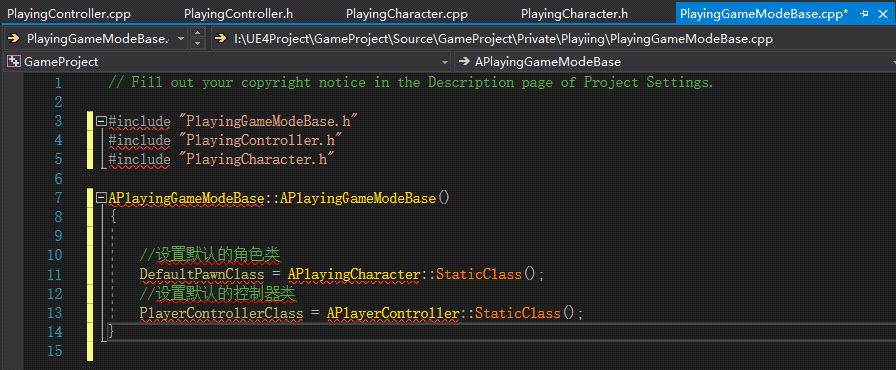 PlayingController.cpp PlayingController.h PlayingCharacter.cpp PlayingCharacter.h PlayingGameModeBase.cpp*
PlayingGameModeBase. I:\UE4Project\GameProject\Source\GameProject\Private\Playiing\PlayingGameModeBase.cpp
GameProject APlayingGameModeBase
1 // Fill out your copyright notice in the Description page of Project Settings.
2
3 #include "PlayingGameModeBase.h"
4 #include "PlayingController.h"
5 #include "PlayingCharacter.h"
6
7 APlayingGameModeBase::APlayingGameModeBase()
8 {
9
10 //设置默认的角色类
11 DefaultPawnClass = APlayingCharacter::StaticClass();
12 //设置默认的控制器类
13 PlayerControllerClass = APlayerController::StaticClass();
14 }
15